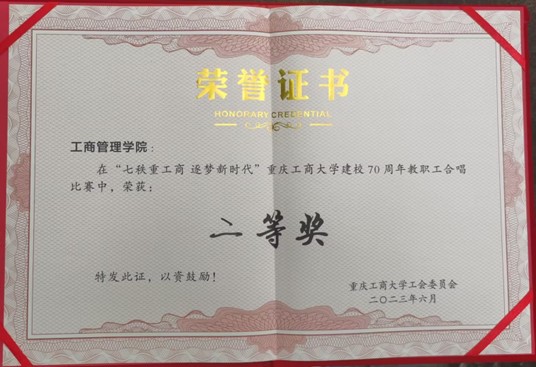 荣誉证书
HONORARY CREDENTIAL
工商管理学院：
在“七秩重工商 逐梦新时代”重庆工商大学建校70周年教职工合唱
比赛中，荣获：
二等奖
特发此证，以资鼓励！
重庆工商大学工会委员会
二〇二三年六月